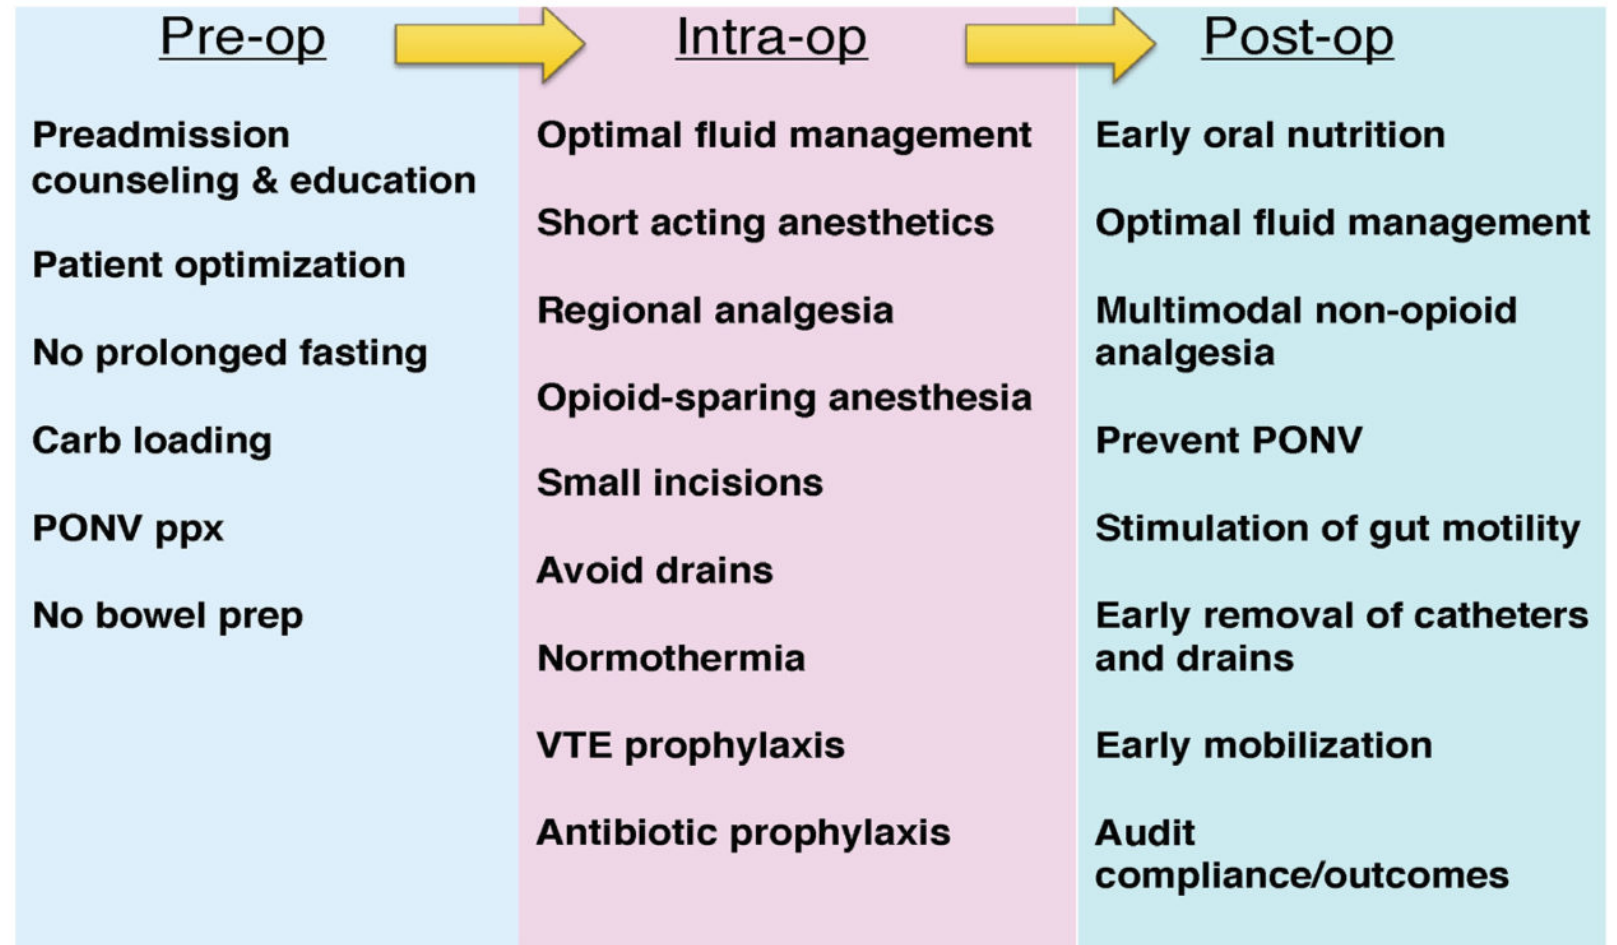 Pre-op
Preadmission
counseling & education
Patient optimization
No prolonged fasting
Carb loading
PONV ppx
No bowel prep
Intra-op
Optimal fluid management
Short acting anesthetics
Regional analgesia
Opioid-sparing anesthesia
Small incisions
Avoid drains
Normothermia
VTE prophylaxis
Antibiotic prophylaxis
Post-op
Early oral nutrition
Optimal fluid management
Multimodal non-opioid
analgesia
Prevent PONV
Stimulation of gut motility
Early removal of catheters
and drains
Early mobilization
Audit
compliance/outcomes